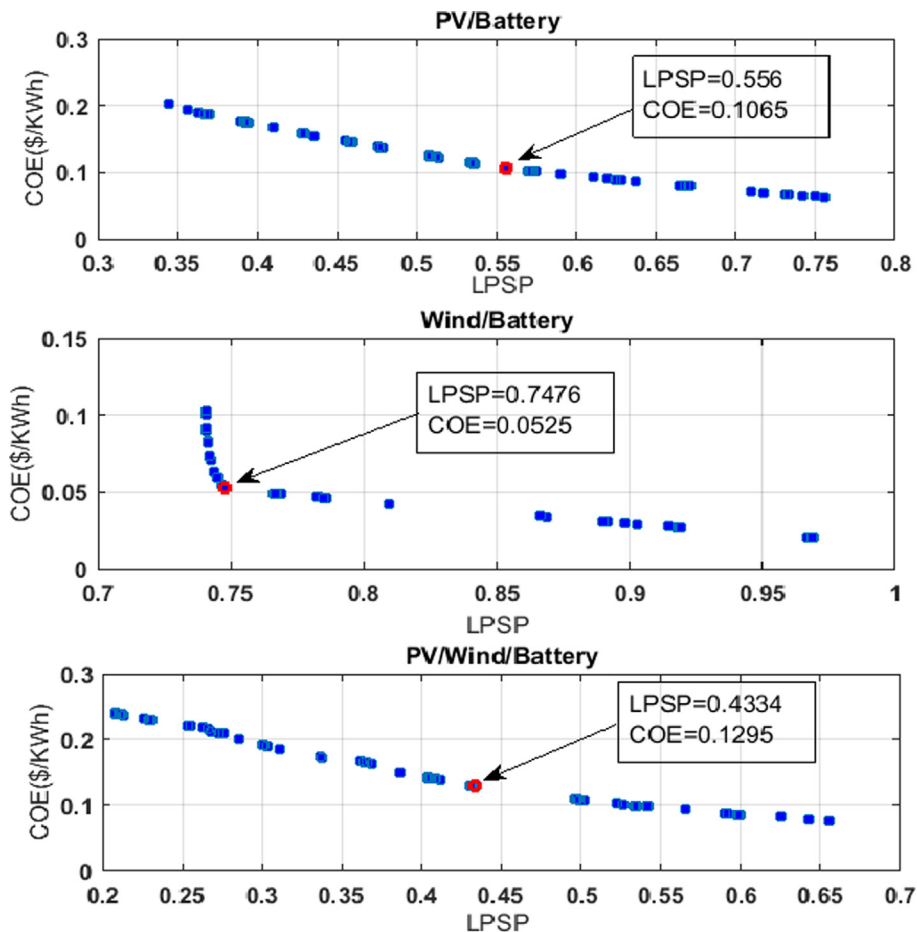 PV/Battery
0.3
0.2
0.1
0
COE($/KWh)
LPSP=0.556
COE=0.1065
0.3 0.35 0.4 0.45 0.5 0.55 0.6 0.65 0.7 0.75 0.8
LPSP
Wind/Battery
0.15
0.1
0.05
0
COE($/KWh)
LPSP=0.7476
COE=0.0525
0.7 0.75 0.8 0.85 0.9 0.95 1
LPSP
PV/Wind/Battery
0.3
0.2
0.1
0
COE($/KWh)
LPSP=0.4334
COE=0.1295
0.2 0.25 0.3 0.35 0.4 0.45 0.5 0.55 0.6 0.65 0.7
LPSP